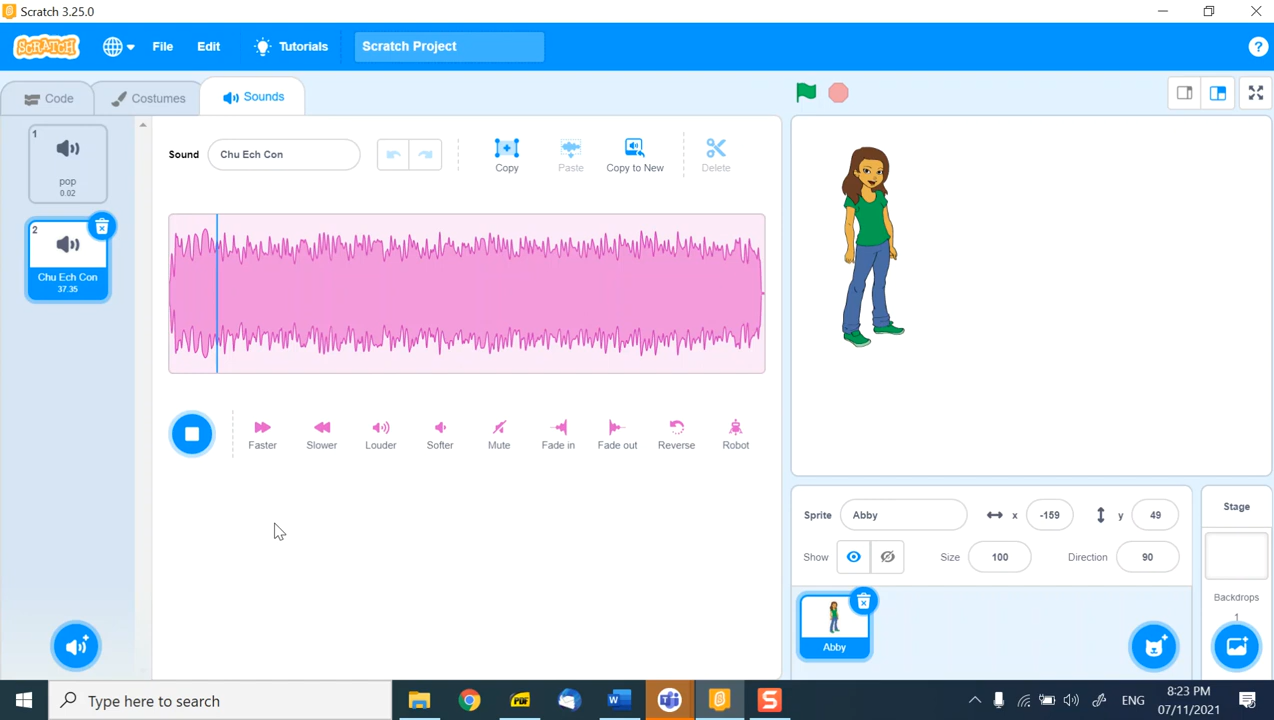 Scratch 3.25.0
SCRATCH File Edit Tutorials Scratch Project ?
Code Costumes Sounds
1
pop
0.02
2
Chu Ech Con
37.35
Sound Chu Ech Con Copy Paste Copy to New Delete
Faster Slower Louder Softer Mute Fade in Fade out Reverse Robot
Sprite Abby x -159 y 49
Show Size 100 Direction 90
Abby
Stage
Backdrops
1
Type here to search
PDF W T S ENG
8:23 PM
07/11/2021